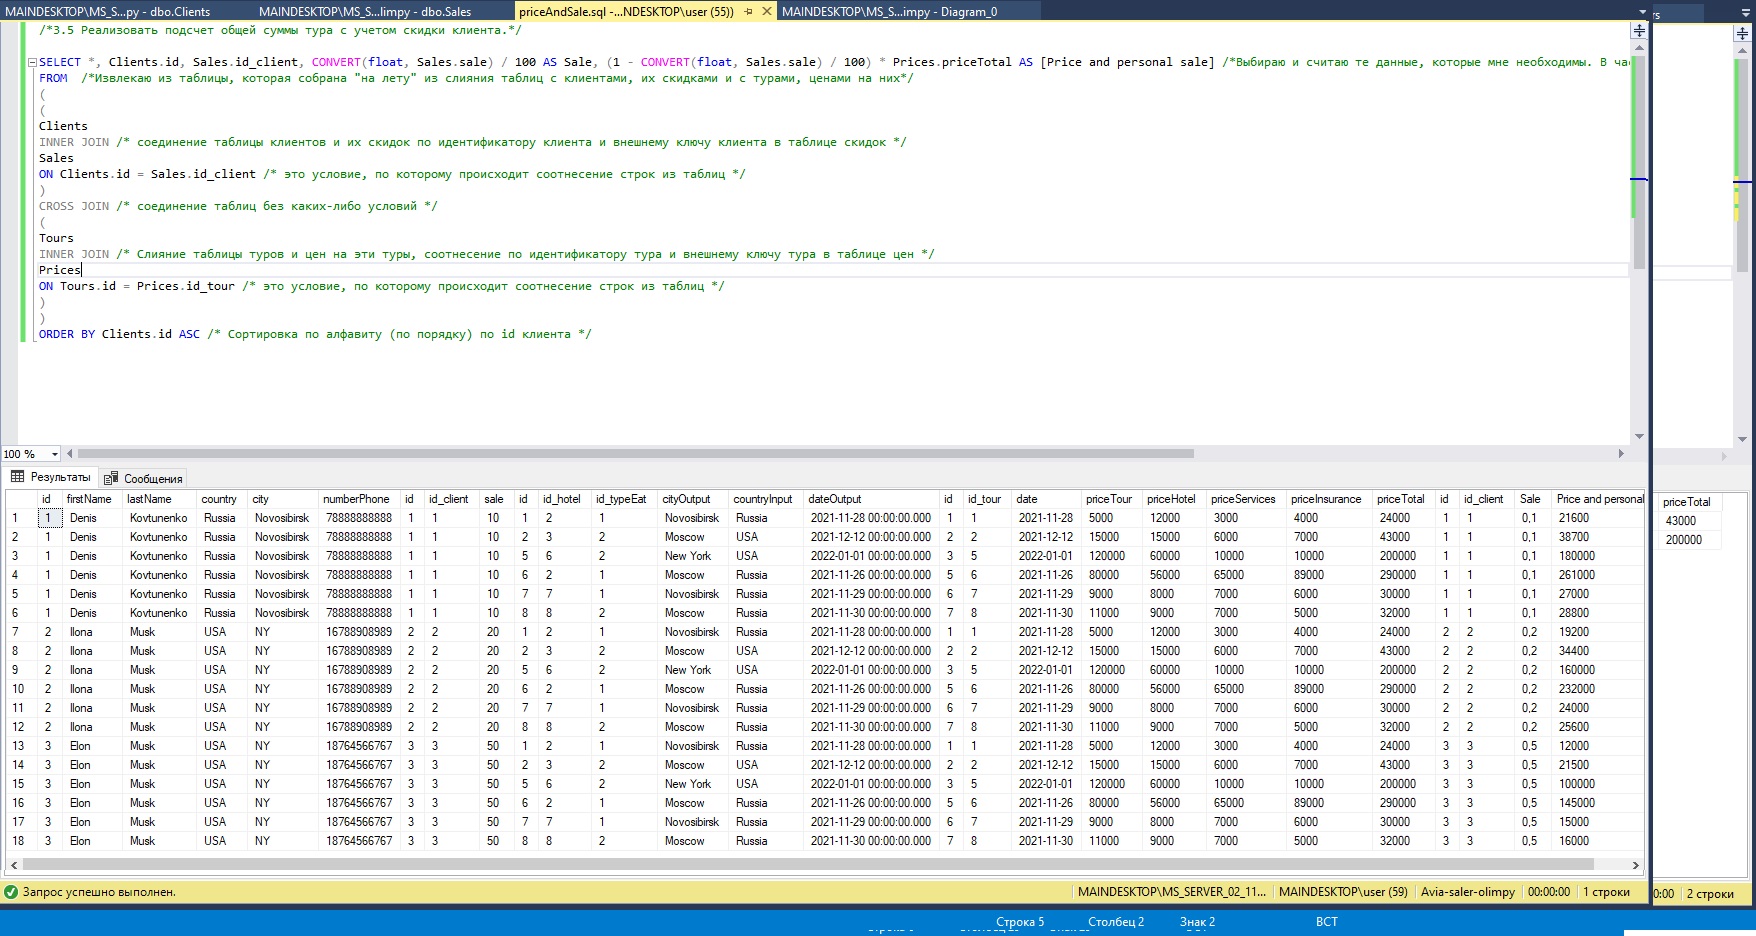 MAINDESKTOP\MS_S...py - dbo.Clients MAINDESKTOP\MS_S...limpy - dbo.Sales priceAndSale.sql -...NDESKTOP\user (55)) MAINDESKTOP\MS_S...impy - Diagram_0
/*3.5 Реализовать подсчет общей суммы тура с учетом скидки клиента.*/
SELECT *, Clients.id, Sales.id_client, CONVERT(float, Sales.sale) / 100 AS Sale, (1 - CONVERT(float, Sales.sale) / 100) * Prices.priceTotal AS [Price and personal sale] /*Выбираю и считаю те данные, которые мне необходимы. В час
FROM /*Извлекаю из таблицы, которая собрана "на лету" из слияния таблиц с клиентами, их скидками и с турами, ценами на них*/
(
(
Clients
INNER JOIN /* соединение таблицы клиентов и их скидок по идентификатору клиента и внешнему ключу клиента в таблице скидок */
Sales
ON Clients.id = Sales.id_client /* это условие, по которому происходит соотнесение строк из таблиц */
)
CROSS JOIN /* соединение таблиц без каких-либо условий */
(
Tours
INNER JOIN /* Слияние таблицы туров и цен на эти туры, соотнесение по идентификатору тура и внешнему ключу тура в таблице цен */
Prices
ON Tours.id = Prices.id_tour /* это условие, по которому происходит соотнесение строк из таблиц */
)
)
ORDER BY Clients.id ASC /* Сортировка по алфавиту (по порядку) по id клиента */
100 %
Результаты Сообщения
id firstName lastName country city numberPhone id id_client sale id id_hotel id_typeEat cityOutput countryInput dateOutput id id_tour date priceTour priceHotel priceServices priceInsurance priceTotal id id_client Sale Price and personal priceTotal
1 1 Denis Kovtunenko Russia Novosibirsk 78888888888 1 1 10 1 2 1 Novosibirsk Russia 2021-11-28 00:00:00.000 1 1 2021-11-28 5000 12000 3000 4000 24000 1 1 0,1 21600 43000
2 1 Denis Kovtunenko Russia Novosibirsk 78888888888 1 1 10 2 3 2 Moscow USA 2021-12-12 00:00:00.000 2 2 2021-12-12 15000 15000 6000 7000 43000 1 1 0,1 38700 200000
3 1 Denis Kovtunenko Russia Novosibirsk 78888888888 1 1 10 5 6 2 New York USA 2022-01-01 00:00:00.000 3 5 2022-01-01 120000 60000 10000 10000 200000 1 1 0,1 180000
4 1 Denis Kovtunenko Russia Novosibirsk 78888888888 1 1 10 6 2 1 Moscow Russia 2021-11-26 00:00:00.000 5 6 2021-11-26 80000 56000 65000 89000 290000 1 1 0,1 261000
5 1 Denis Kovtunenko Russia Novosibirsk 78888888888 1 1 10 7 7 1 Novosibirsk Russia 2021-11-29 00:00:00.000 6 7 2021-11-29 9000 8000 7000 6000 30000 1 1 0,1 27000
6 1 Denis Kovtunenko Russia Novosibirsk 78888888888 1 1 10 8 8 2 Moscow Russia 2021-11-30 00:00:00.000 7 8 2021-11-30 11000 9000 7000 5000 32000 1 1 0,1 28800
7 2 Ilona Musk USA NY 16788908989 2 2 20 1 2 1 Novosibirsk Russia 2021-11-28 00:00:00.000 1 1 2021-11-28 5000 12000 3000 4000 24000 2 2 0,2 19200
8 2 Ilona Musk USA NY 16788908989 2 2 20 2 3 2 Moscow USA 2021-12-12 00:00:00.000 2 2 2021-12-12 15000 15000 6000 7000 43000 2 2 0,2 34400
9 2 Ilona Musk USA NY 16788908989 2 2 20 5 6 2 New York USA 2022-01-01 00:00:00.000 3 5 2022-01-01 120000 60000 10000 10000 200000 2 2 0,2 160000
10 2 Ilona Musk USA NY 16788908989 2 2 20 6 2 1 Moscow Russia 2021-11-26 00:00:00.000 5 6 2021-11-26 80000 56000 65000 89000 290000 2 2 0,2 232000
11 2 Ilona Musk USA NY 16788908989 2 2 20 7 7 1 Novosibirsk Russia 2021-11-29 00:00:00.000 6 7 2021-11-29 9000 8000 7000 6000 30000 2 2 0,2 24000
12 2 Ilona Musk USA NY 16788908989 2 2 20 8 8 2 Moscow Russia 2021-11-30 00:00:00.000 7 8 2021-11-30 11000 9000 7000 5000 32000 2 2 0,2 25600
13 3 Elon Musk USA NY 18764566767 3 3 50 1 2 1 Novosibirsk Russia 2021-11-28 00:00:00.000 1 1 2021-11-28 5000 12000 3000 4000 24000 3 3 0,5 12000
14 3 Elon Musk USA NY 18764566767 3 3 50 2 3 2 Moscow USA 2021-12-12 00:00:00.000 2 2 2021-12-12 15000 15000 6000 7000 43000 3 3 0,5 21500
15 3 Elon Musk USA NY 18764566767 3 3 50 5 6 2 New York USA 2022-01-01 00:00:00.000 3 5 2022-01-01 120000 60000 10000 10000 200000 3 3 0,5 100000
16 3 Elon Musk USA NY 18764566767 3 3 50 6 2 1 Moscow Russia 2021-11-26 00:00:00.000 5 6 2021-11-26 80000 56000 65000 89000 290000 3 3 0,5 145000
17 3 Elon Musk USA NY 18764566767 3 3 50 7 7 1 Novosibirsk Russia 2021-11-29 00:00:00.000 6 7 2021-11-29 9000 8000 7000 6000 30000 3 3 0,5 15000
18 3 Elon Musk USA NY 18764566767 3 3 50 8 8 2 Moscow Russia 2021-11-30 00:00:00.000 7 8 2021-11-30 11000 9000 7000 5000 32000 3 3 0,5 16000
Запрос успешно выполнен. MAINDESKTOP\MS_SERVER_02_11... MAINDESKTOP\user (59) Avia-saler-olimpy 00:00:00 1 строки 0:00 2 строки
Строка 5 Столбец 2 Знак 2 ВСТ